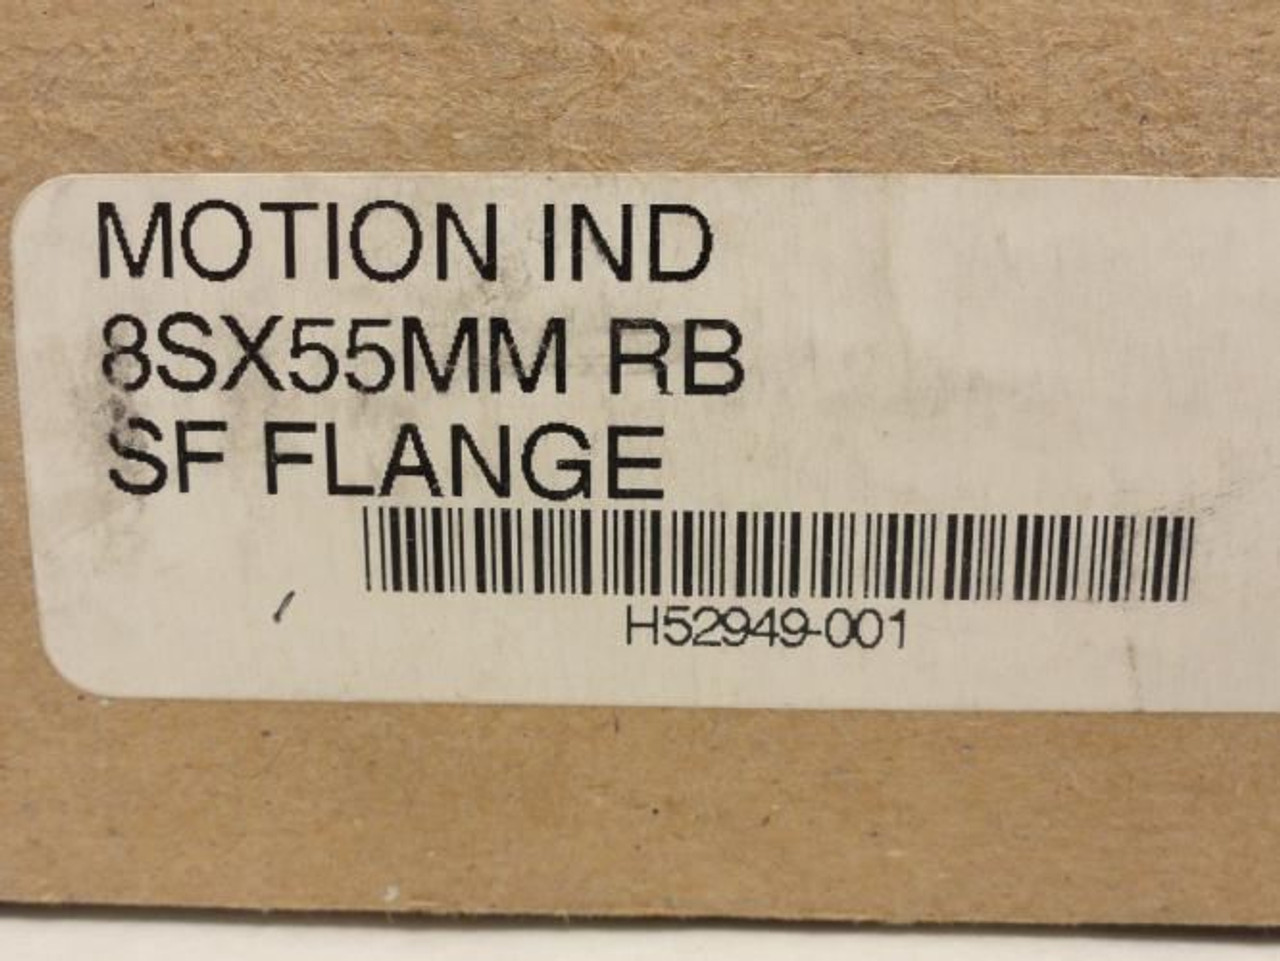 MOTION IND
8SX55MM RB
SF FLANGE
H52949-001